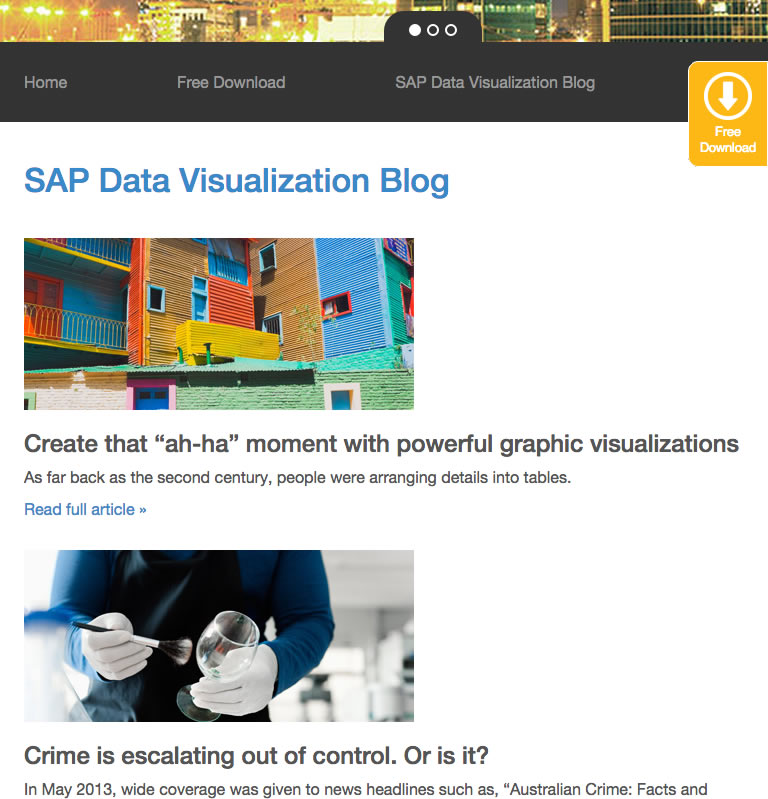 Home Free Download SAP Data Visualization Blog
Free
Download
SAP Data Visualization Blog
Create that “ah-ha” moment with powerful graphic visualizations
As far back as the second century, people were arranging details into tables.
Read full article »
Crime is escalating out of control. Or is it?
In May 2013, wide coverage was given to news headlines such as, “Australian Crime: Facts and